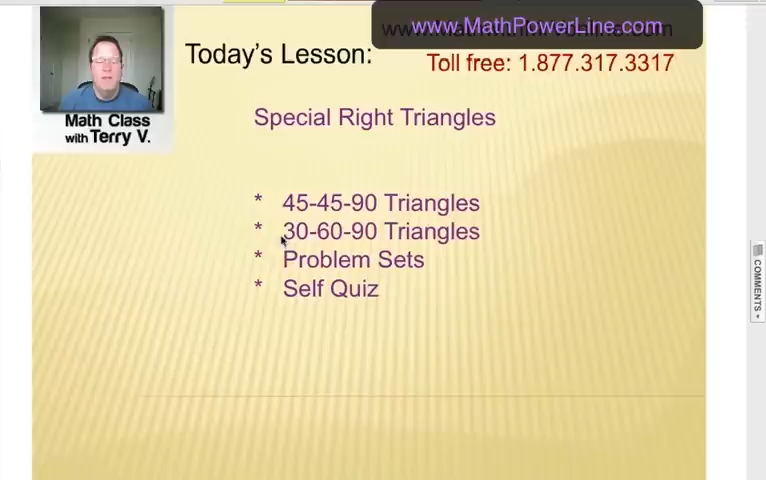 www.MathPowerLine.com
Today's Lesson:
Toll free: 1.877.317.3317
Math Class
with Terry V.
Special Right Triangles
* 45-45-90 Triangles
* 30-60-90 Triangles
* Problem Sets
* Self Quiz
COMMENTS